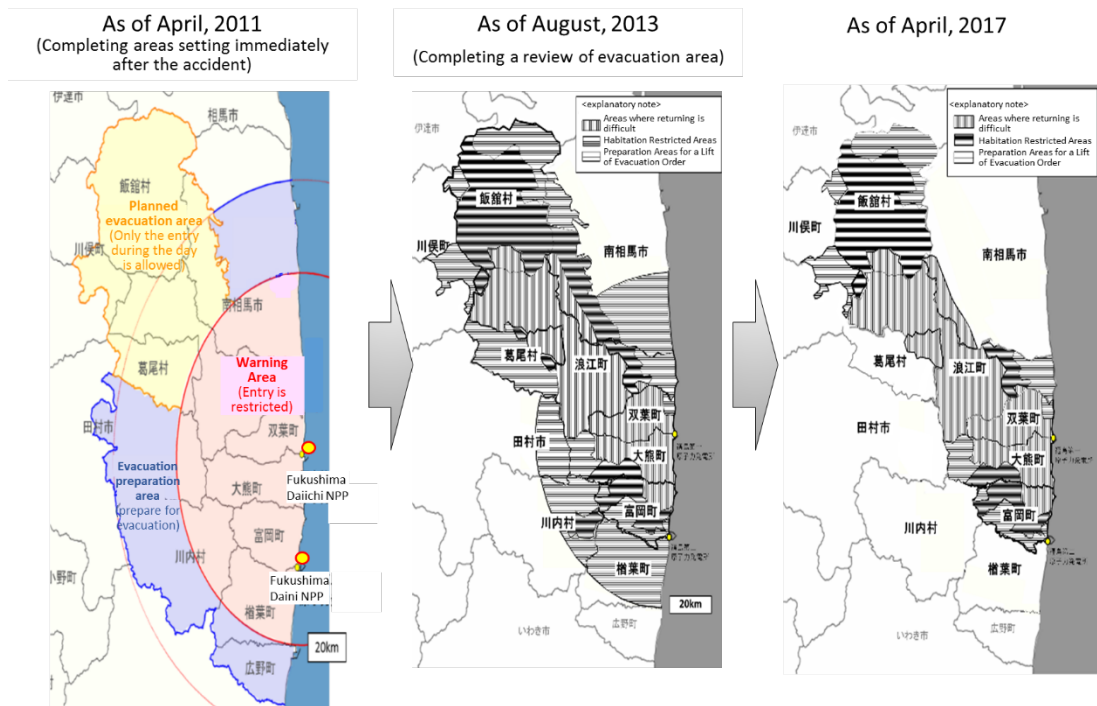 As of April, 2011
(Completing areas setting immediately
after the accident)
伊達市
相馬市
飯舘村
Planned evacuation area
(Only the entry
during the day
is allowed)
川俣町
南相馬市
葛尾村
Warning
Area
(Entry is
restricted)
田村市
双葉町
Evacuation
preparation
area
(prepare for
evacuation)
Fukushima
Daiichi NPP
大熊町
富岡町
川内村
小野町
Fukushima
Daini NPP
楢葉町
20km
広野町
As of August, 2013
(Completing a review of evacuation area)
<explanatory note>
Areas where returning is
difficult
Habitation Restricted Areas
Preparation Areas for a Lift
of Evacuation Order
伊達市
飯舘村
川俣町
南相馬市
葛尾村
浪江町
双葉町
田村市
大熊町
富岡町
川内村
楢葉町
20km
いわき市
広野町
As of April, 2017
<explanatory note>
Areas where returning is
difficult
Habitation Restricted Areas
Preparation Areas for a Lift
of Evacuation Order
伊達市
飯舘村
川俣町
南相馬市
葛尾村
浪江町
双葉町
田村市
大熊町
富岡町
川内村
楢葉町
いわき市
広野町